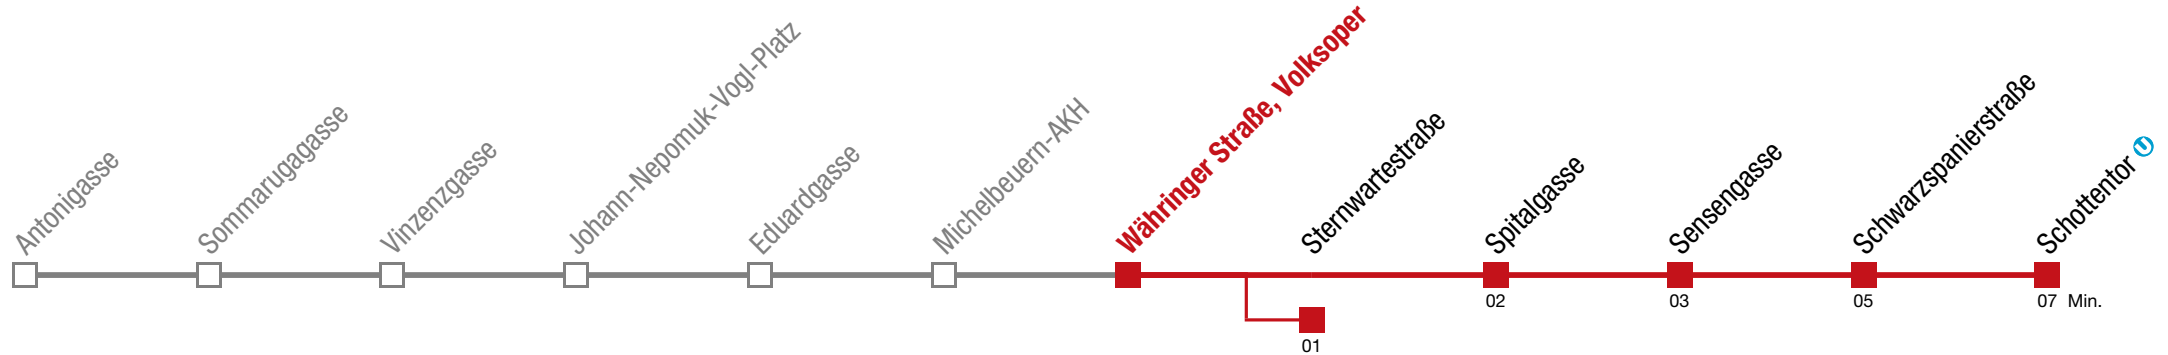 Antonigasse
Sommarugagasse
Vinzenzgasse
Johann-Nepomuk-Vogl-Platz
Eduardgasse
Michelbeuern-AKH
Währinger Straße, Volksoper
Sternwartestraße
Spitalgasse
Sensengasse
Schwarzspanierstraße
Schottentor U
02
03
05
07 Min.
01